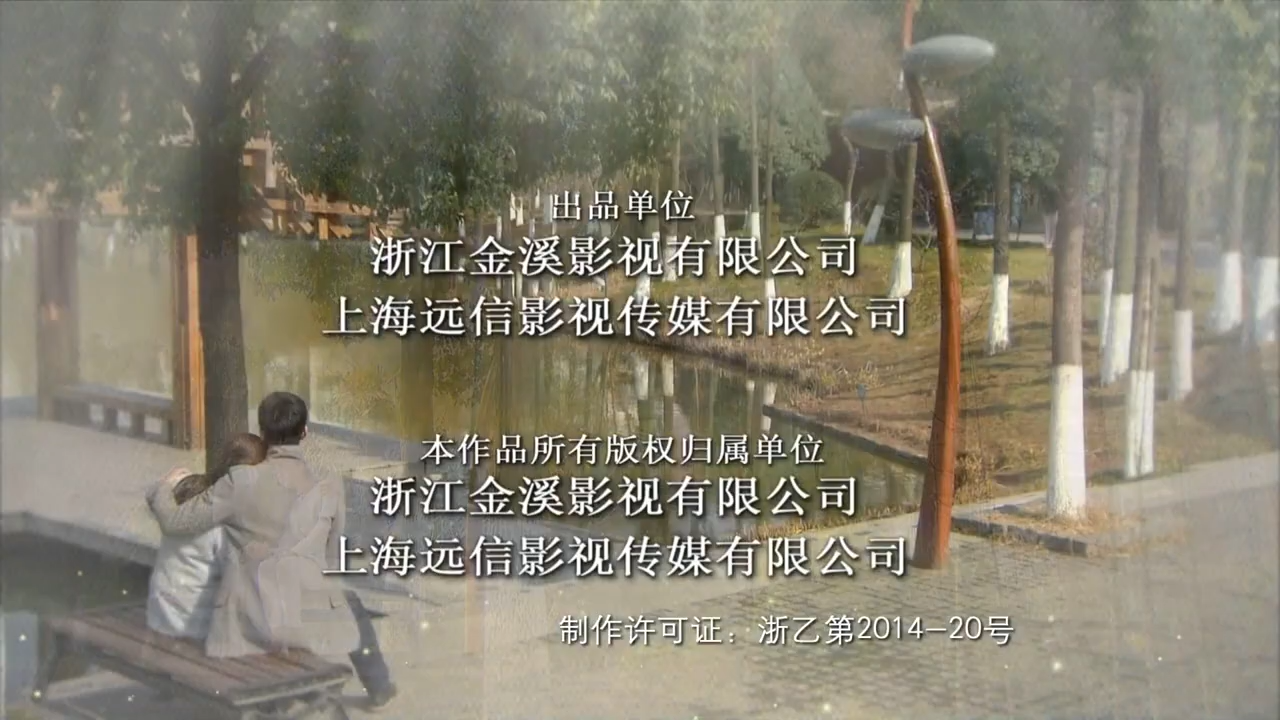 出品单位
浙江金溪影视有限公司
上海远信影视传媒有限公司
本作品所有版权归属单位
浙江金溪影视有限公司
上海远信影视传媒有限公司
制作许可证：浙乙第2014-20号